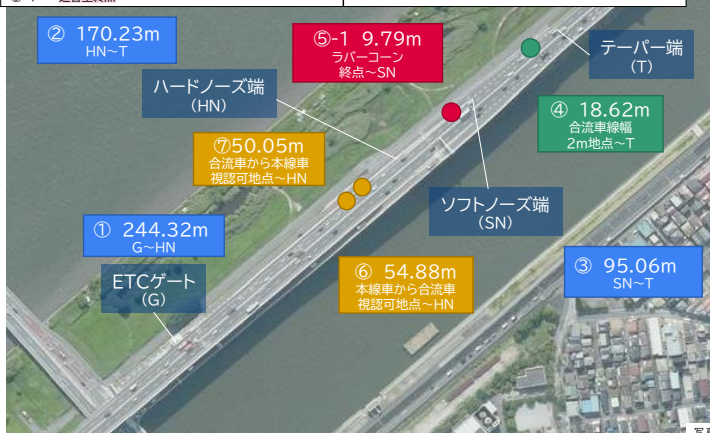 ② 170.23m
HN~T
⑤-1 9.79m
ラバーコーン
終点~SN
テーパー端
(T)
ハードノーズ端
(HN)
④ 18.62m
合流車線幅
2m地点~T
⑦50.05m
合流車から本線車
視認可地点~HN
ソフトノーズ端
(SN)
① 244.32m
G~HN
③ 95.06m
SN~T
ETCゲート
(G)
⑥ 54.88m
本線車から合流車
視認可地点~HN